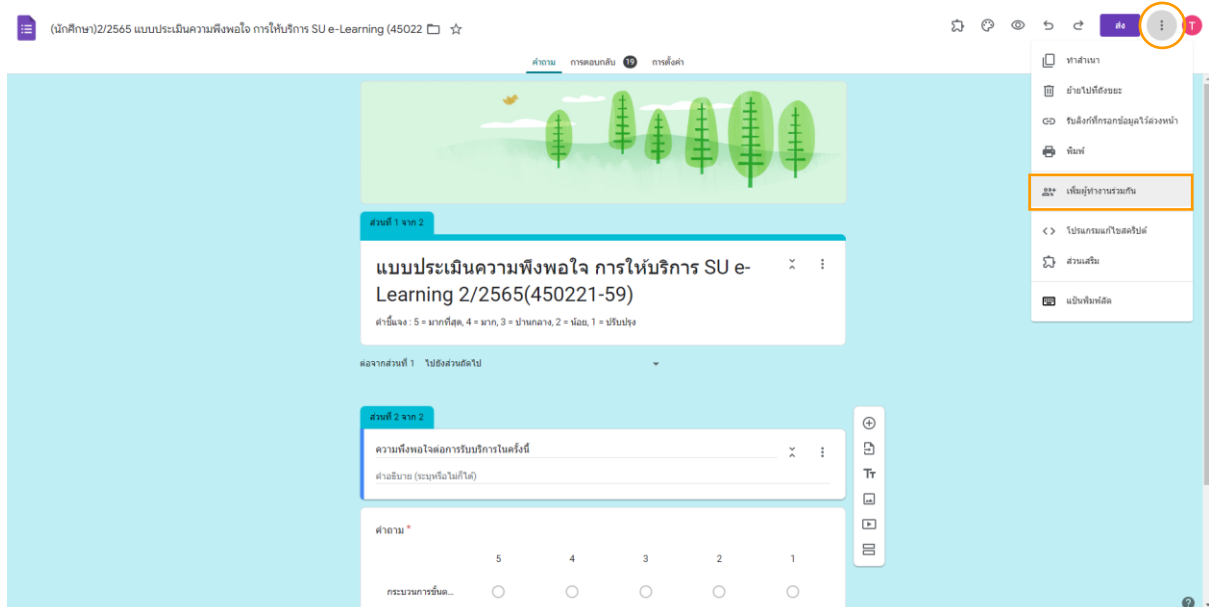 (นักศึกษา)2/2565 แบบประเมินความพึงพอใจ การให้บริการ SU e-Learning (45022
ส่ง
T
คำถาม การตอบกลับ 19 การตั้งค่า
ทำสำเนา
ย้ายไปที่ถังขยะ
รับลิงก์ที่กรอกข้อมูลไว้ล่วงหน้า
พิมพ์
เพิ่มผู้ทำงานร่วมกัน
โปรแกรมแก้ไขสคริปต์
ส่วนเสริม
แป้นพิมพ์ลัด
ส่วนที่ 1 จาก 2
แบบประเมินความพึงพอใจ การให้บริการ SU e-
Learning 2/2565(450221-59)
คำชี้แจง : 5 = มากที่สุด, 4 = มาก, 3 = ปานกลาง, 2 = น้อย, 1 = ปรับปรุง
ต่อจากส่วนที่ 1 ไปยังส่วนถัดไป
ส่วนที่ 2 จาก 2
ความพึงพอใจต่อการรับบริการในครั้งนี้
คำอธิบาย (ระบุหรือไม่ก็ได้)
Tт
คำถาม *
5 4 3 2 1
กระบวนการขั้นต...